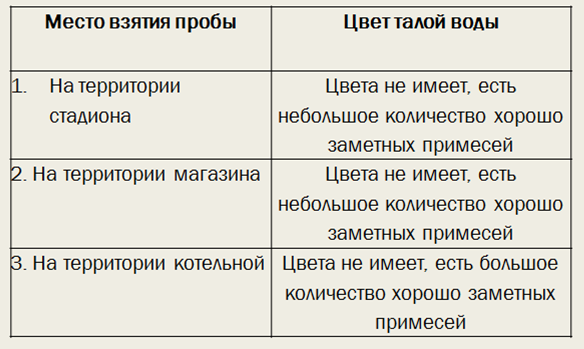 Место взятия пробы
Цвет талой воды
1. На территории
стадиона
Цвета не имеет, есть
небольшое количество хорошо
заметных примесей
2. На территории магазина
Цвета не имеет, есть
небольшое количество хорошо
заметных примесей
3. На территории котельной
Цвета не имеет, есть большое
количество хорошо заметных
примесей